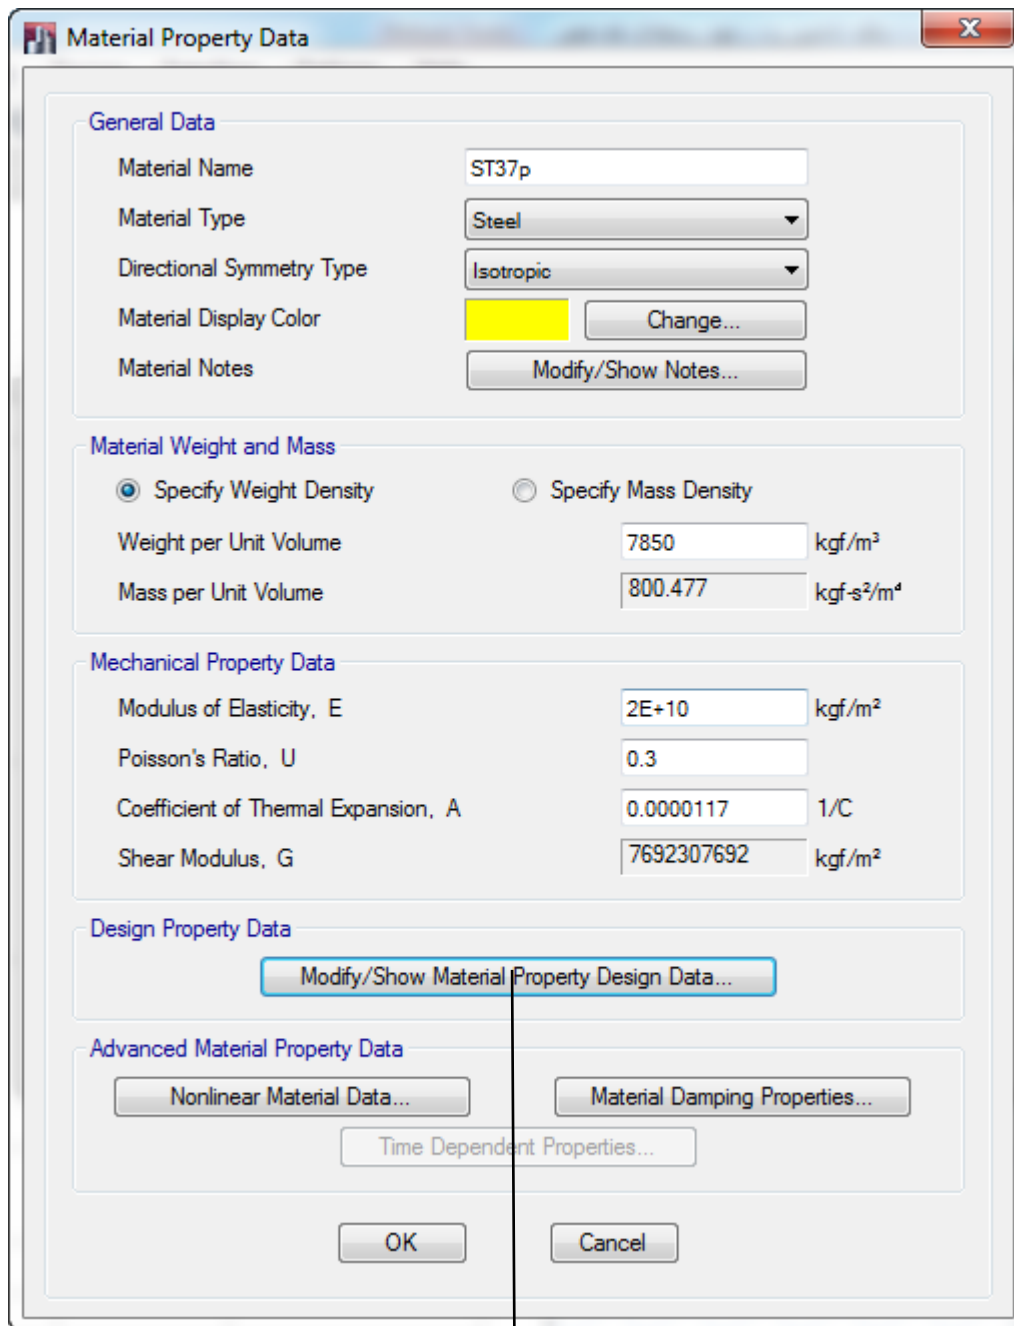 Material Property Data
General Data
Material Name ST37p
Material Type Steel
Directional Symmetry Type Isotropic
Material Display Color Change...
Material Notes Modify/Show Notes...
Material Weight and Mass
Specify Weight Density Specify Mass Density
Weight per Unit Volume 7850 kgf/m³
Mass per Unit Volume 800.477 kgf-s²/m⁴
Mechanical Property Data
Modulus of Elasticity, E 2E+10 kgf/m²
Poisson's Ratio, U 0.3
Coefficient of Thermal Expansion, A 0.0000117 1/C
Shear Modulus, G 7692307692 kgf/m²
Design Property Data
Modify/Show Material Property Design Data...
Advanced Material Property Data
Nonlinear Material Data... Material Damping Properties...
Time Dependent Properties...
OK Cancel